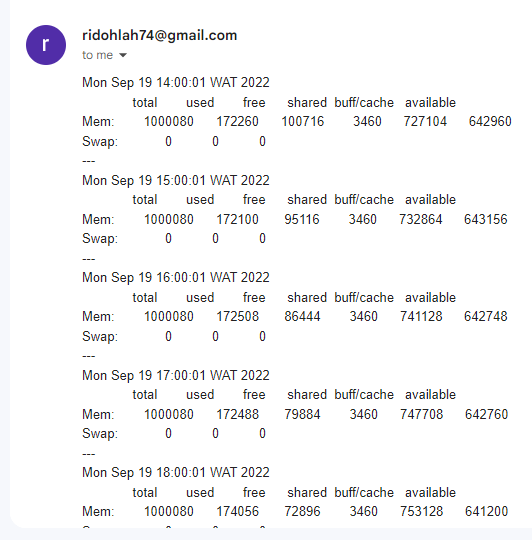 r
ridohlah74@gmail.com
to me
Mon Sep 19 14:00:01 WAT 2022
total used free shared buff/cache available
Mem: 1000080 172260 100716 3460 727104 642960
Swap: 0 0 0
---
Mon Sep 19 15:00:01 WAT 2022
total used free shared buff/cache available
Mem: 1000080 172100 95116 3460 732864 643156
Swap: 0 0 0
---
Mon Sep 19 16:00:01 WAT 2022
total used free shared buff/cache available
Mem: 1000080 172508 86444 3460 741128 642748
Swap: 0 0 0
---
Mon Sep 19 17:00:01 WAT 2022
total used free shared buff/cache available
Mem: 1000080 172488 79884 3460 747708 642760
Swap: 0 0 0
---
Mon Sep 19 18:00:01 WAT 2022
total used free shared buff/cache available
Mem: 1000080 174056 72896 3460 753128 641200